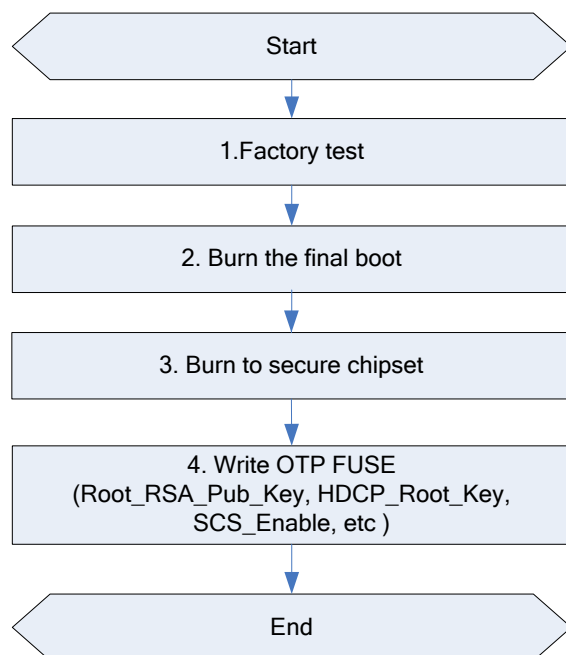 Start
1.Factory test
2. Burn the final boot
3. Burn to secure chipset
4. Write OTP FUSE
(Root_RSA_Pub_Key, HDCP_Root_Key,
SCS_Enable, etc )
End